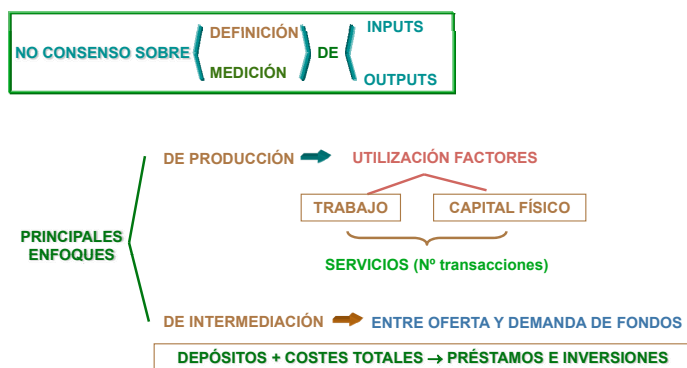 DEFINICIÓN
INPUTS
NO CONSENSO SOBRE
DE
MEDICIÓN
OUTPUTS
DE PRODUCCIÓN
UTILIZACIÓN FACTORES
TRABAJO
CAPITAL FÍSICO
PRINCIPALES
ENFOQUES
SERVICIOS (Nº transacciones)
DE INTERMEDIACIÓN
ENTRE OFERTA Y DEMANDA DE FONDOS
DEPÓSITOS + COSTES TOTALES → PRÉSTAMOS E INVERSIONES